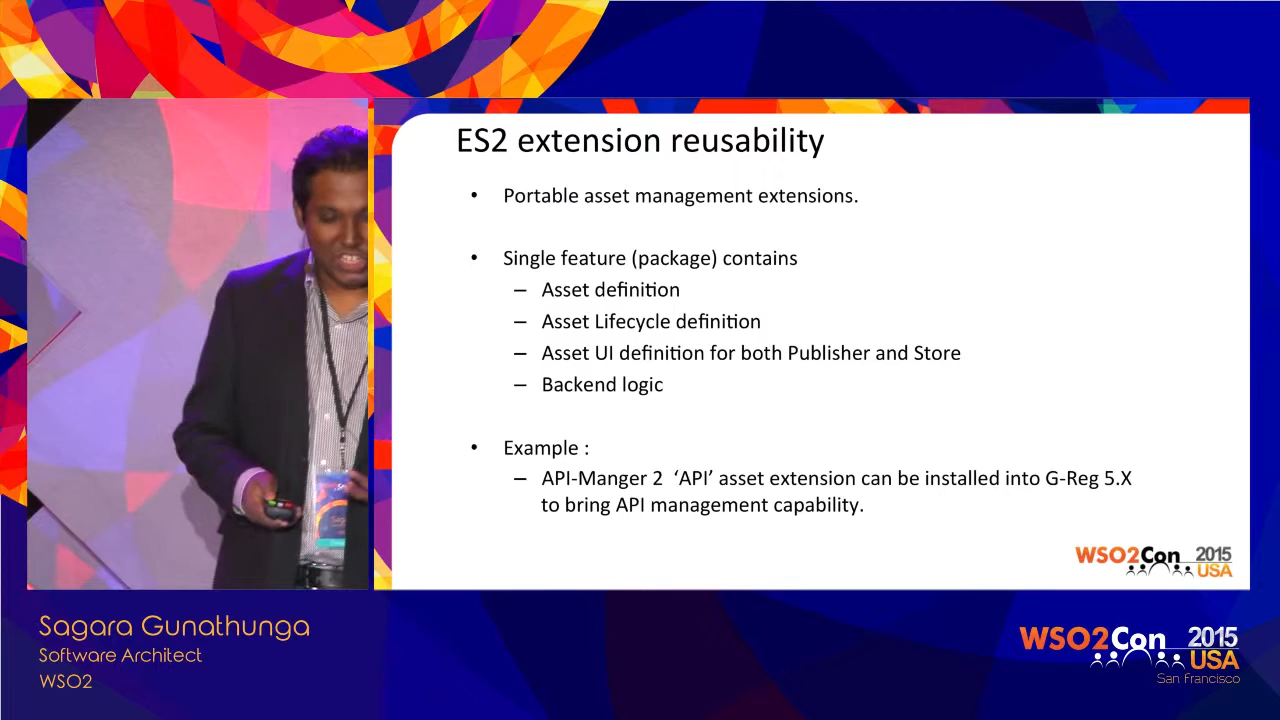 ES2 extension reusability
• Portable asset management extensions.
• Single feature (package) contains
– Asset definition
– Asset Lifecycle definition
– Asset UI definition for both Publisher and Store
– Backend logic
• Example :
– API-Manger 2 ‘API’ asset extension can be installed into G-Reg 5.X
to bring API management capability.
WSO2Con 2015
USA
Sagara Gunathunga
Software Architect
WSO2
WSO2Con 2015
USA
San Francisco